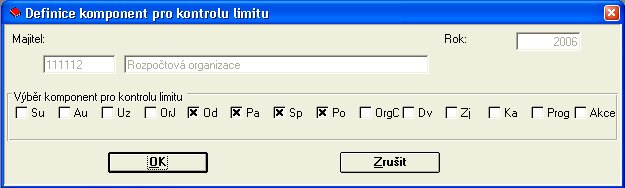 Definice komponent pro kontrolu limitu
Majitel: Rok:
111112 Rozpočtová organizace 2006
Výběr komponent pro kontrolu limitu
Su Au Uz OrJ Od Pa Sp Po OrgC Dv Zj Ka Prog Akce
OK Zrušit